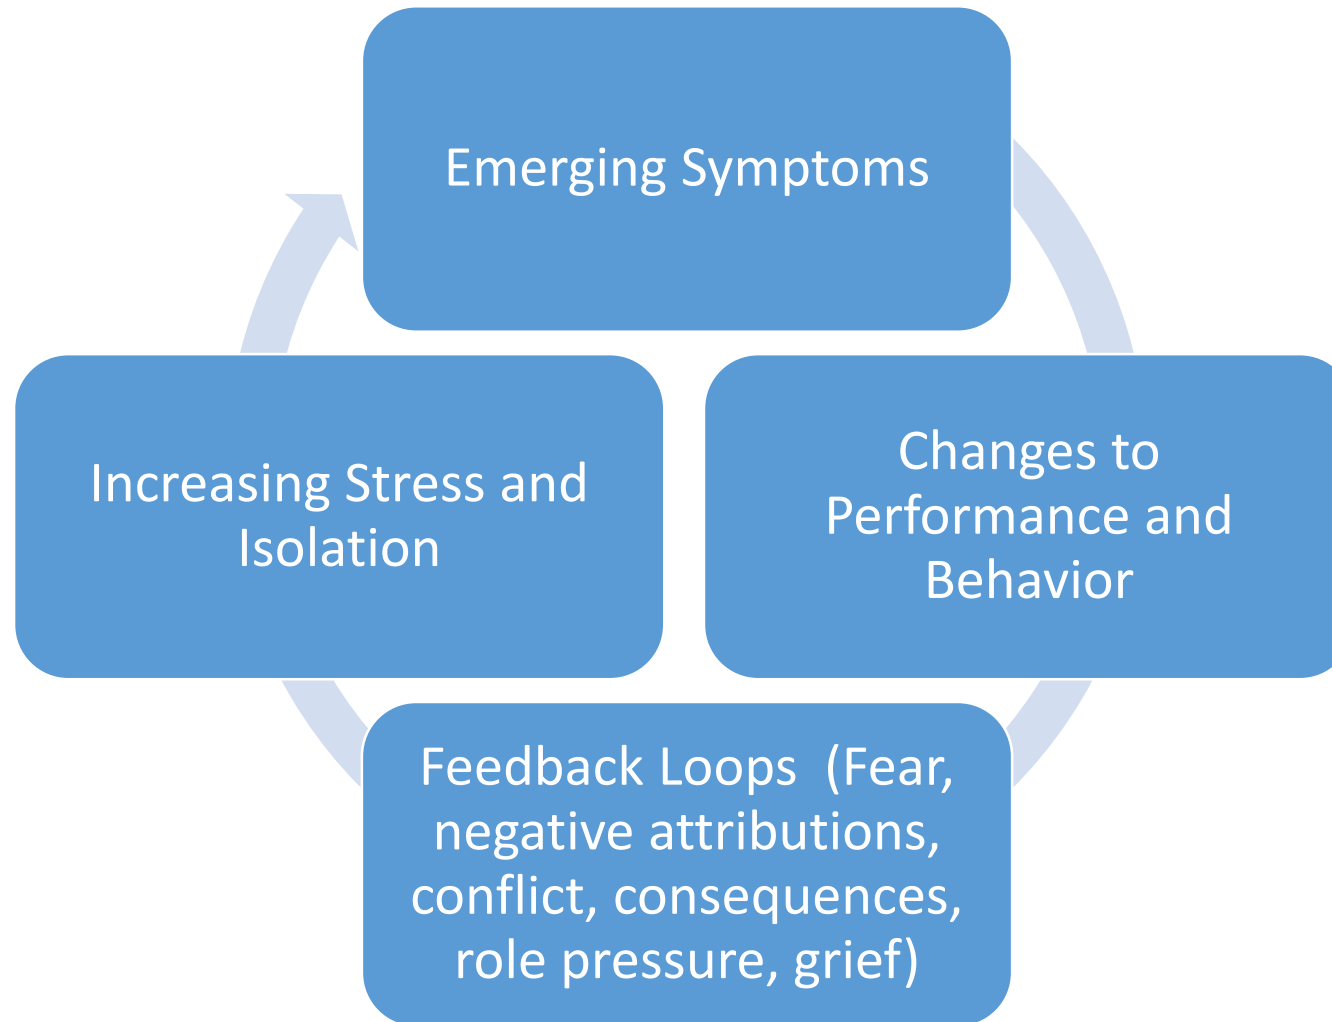 Emerging Symptoms
Changes to
Performance and
Behavior
Feedback Loops  (Fear,
negative attributions,
conflict, consequences,
role pressure, grief)
Increasing Stress and
Isolation